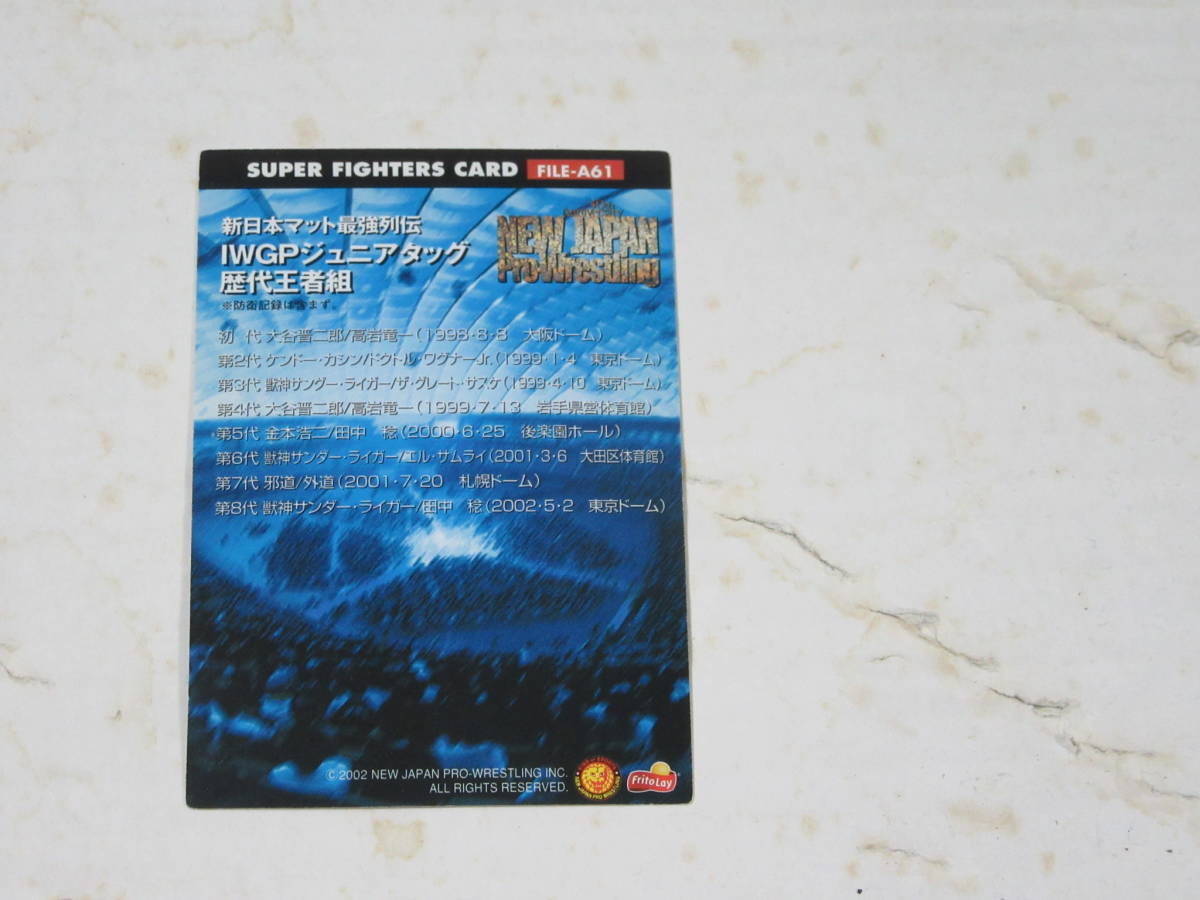 SUPER FIGHTERS CARD FILE-A61
新日本マット最強列伝
IWGPジュニアタッグ
歴代王者組
※防衛記録は含まず。
NEW JAPAN
Pro-Wrestling
初　代 大谷晋二郎/高岩竜一(1998・8・8　大阪ドーム)
第2代 ケンドー・カシン/ドクトル・ワグナーJr.(1999・1・4　東京ドーム)
第3代 獣神サンダー・ライガー/ザ・グレート・サスケ(1999・4・10　東京ドーム)
第4代 大谷晋二郎/高岩竜一(1999・7・13　岩手県営体育館)
第5代 金本浩二/田中　稔(2000・6・25　後楽園ホール)
第6代 獣神サンダー・ライガー/エル・サムライ(2001・3・6　大田区体育館)
第7代 邪道/外道(2001・7・20　札幌ドーム)
第8代 獣神サンダー・ライガー/田中　稔(2002・5・2　東京ドーム)
© 2002 NEW JAPAN PRO-WRESTLING INC.
ALL RIGHTS RESERVED.
FritoLay